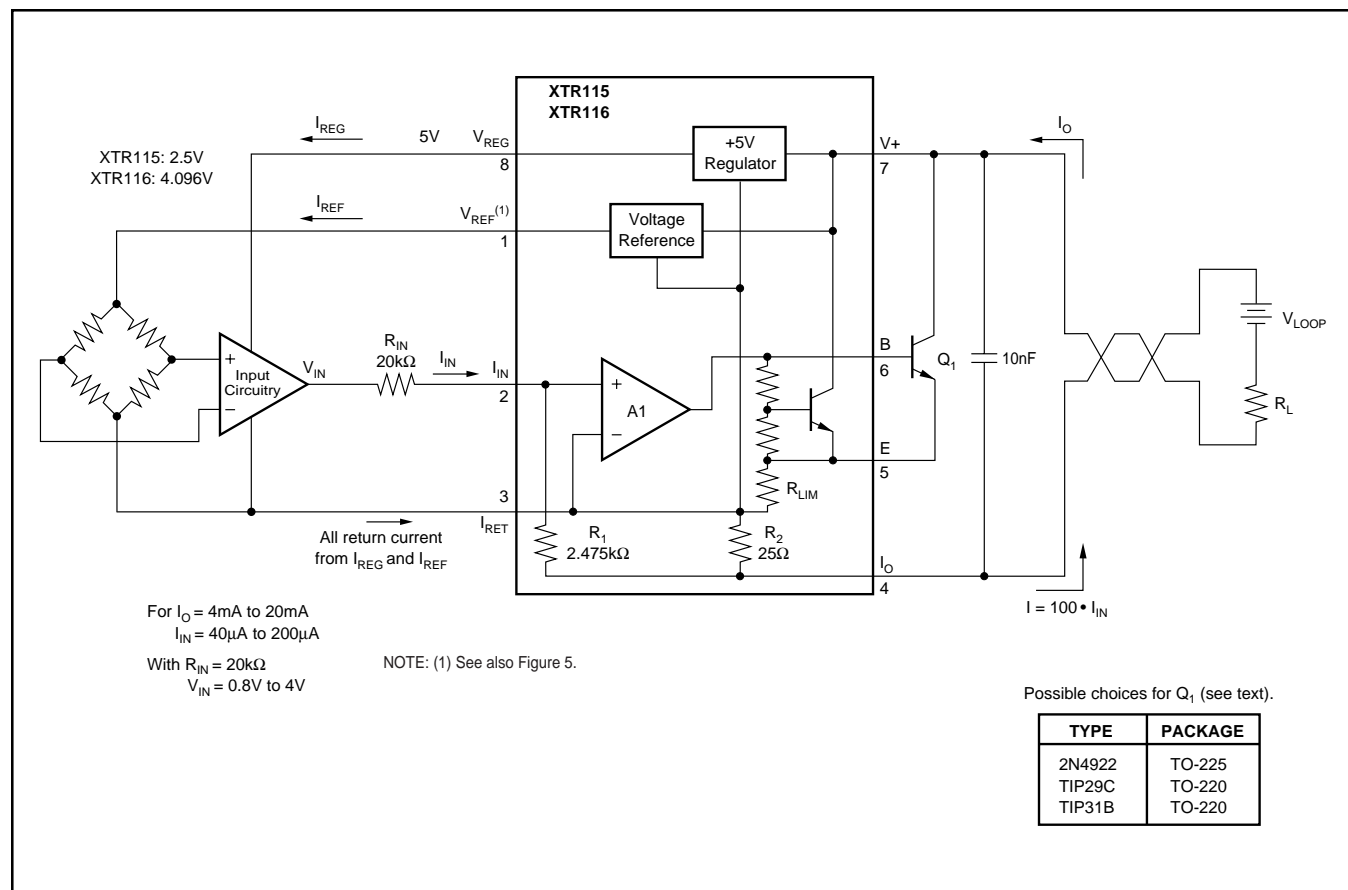 XTR115
XTR116
I_REG
5V
V_REG
8
+5V
Regulator
V+
7
I_O
XTR115: 2.5V
XTR116: 4.096V
I_REF
V_REF(1)
1
Voltage
Reference
V_LOOP
R_L
R_IN
20kΩ
I_IN
I_IN
2
V_IN
+
Input
Circuitry
–
+
A1
–
B
6
Q_1
10nF
E
5
R_LIM
3
I_RET
All return current
from I_REG and I_REF
R_1
2.475kΩ
R_2
25Ω
I_O
4
I = 100 • I_IN
For I_O = 4mA to 20mA
I_IN = 40µA to 200µA
With R_IN = 20kΩ
V_IN = 0.8V to 4V
NOTE: (1) See also Figure 5.
Possible choices for Q_1 (see text).
TYPE PACKAGE
2N4922 TO-225
TIP29C TO-220
TIP31B TO-220